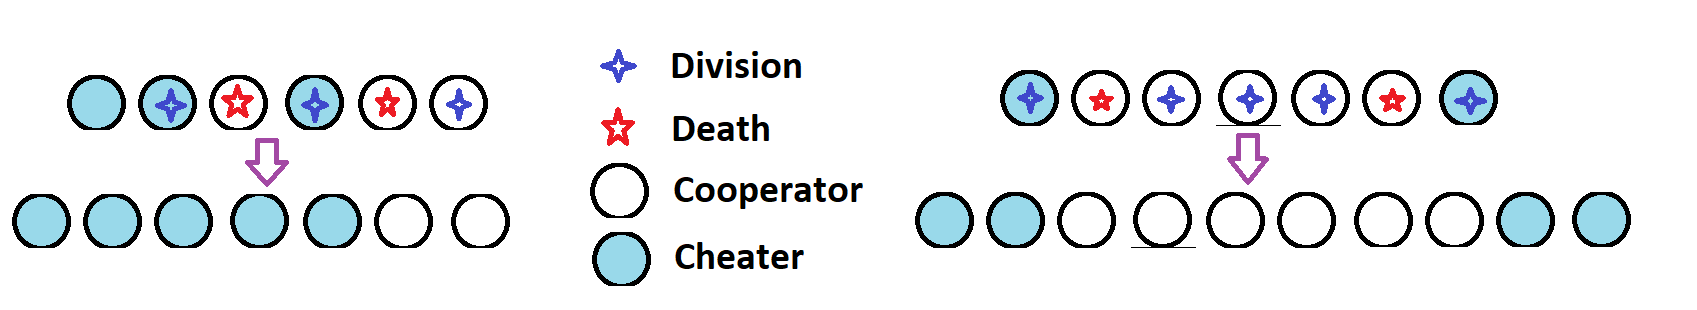 Division
Death
Cooperator
Cheater